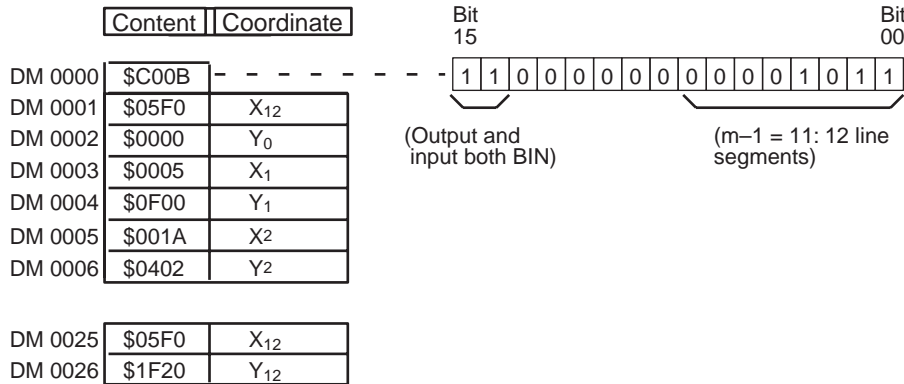 Content Coordinate
Bit 15
Bit 00
DM 0000 $C00B 1 1 0 0 0 0 0 0 0 0 0 0 1 0 1 1
DM 0001 $05F0 X12
DM 0002 $0000 Y0
DM 0003 $0005 X1
DM 0004 $0F00 Y1
DM 0005 $001A X2
DM 0006 $0402 Y2
(Output and
input both BIN)
(m–1 = 11: 12 line
segments)
DM 0025 $05F0 X12
DM 0026 $1F20 Y12